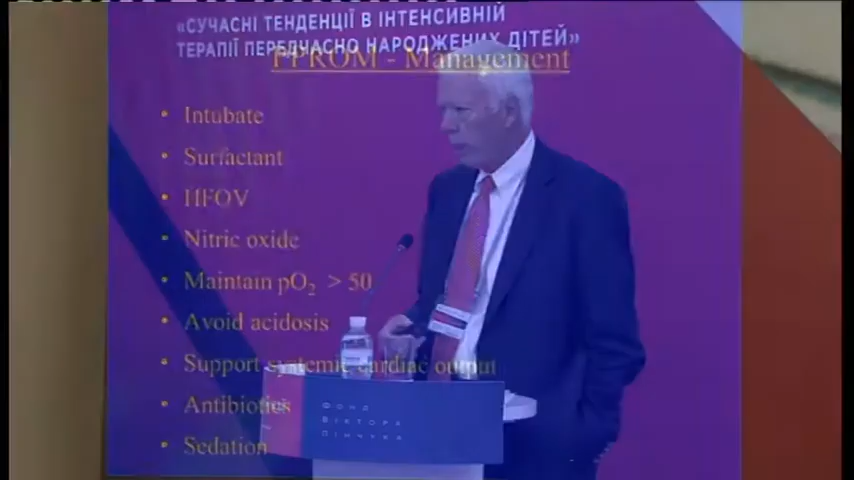 «СУЧАСНІ ТЕНДЕНЦІЇ В ІНТЕНСИВНІЙ
ТЕРАПІЇ ПЕРЕДЧАСНО НАРОДЖЕНИХ ДІТЕЙ»
PPROM - Management
• Intubate
• Surfactant
• HFOV
• Nitric oxide
• Maintain pO₂ > 50
• Avoid acidosis
• Support systemic cardiac output
• Antibiotics
• Sedation
ФОНД
ВІКТОРА
ПІНЧУКА